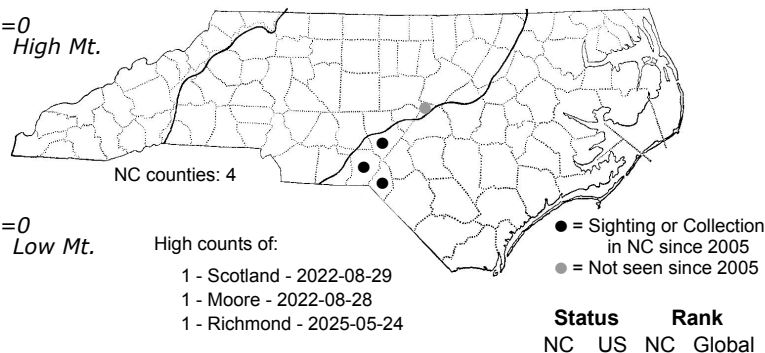 =0
High Mt.
NC counties: 4
=0
Low Mt.
High counts of:
1 - Scotland - 2022-08-29
1 - Moore - 2022-08-28
1 - Richmond - 2025-05-24
= Sighting or Collection
in NC since 2005
= Not seen since 2005
Status Rank
NC US NC Global